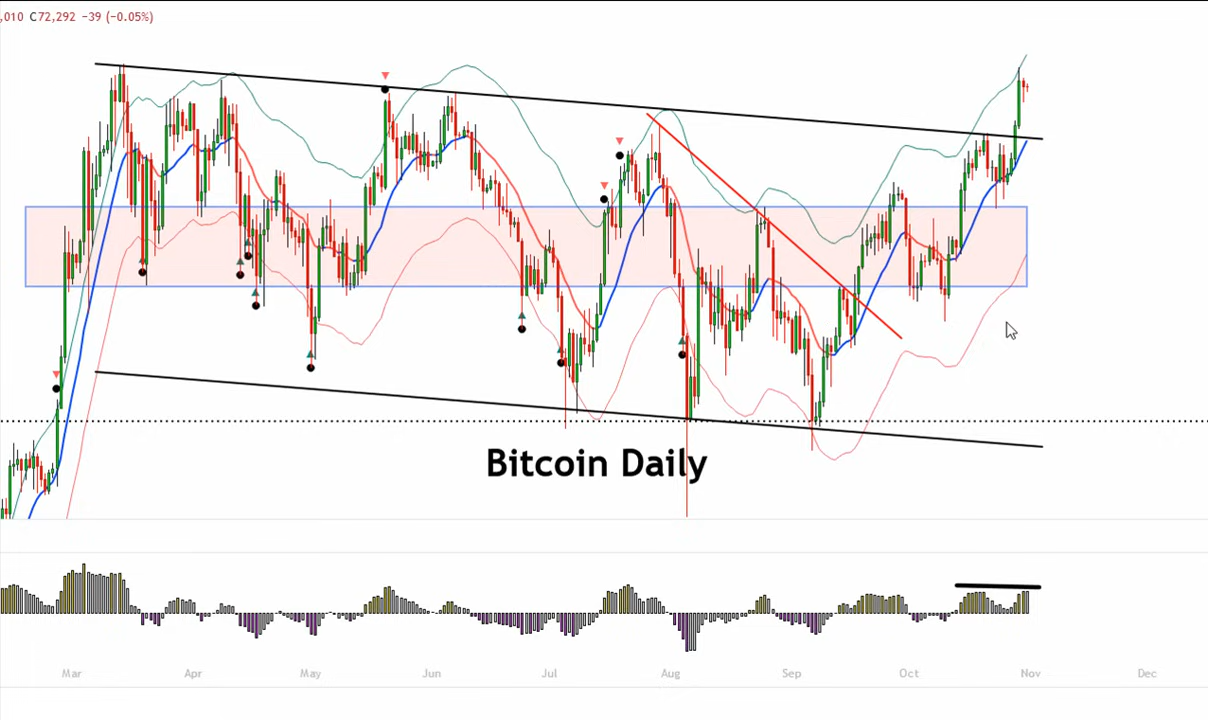 ,010 C72,292 −39 (−0.05%)
Bitcoin Daily
Mar Apr May Jun Jul Aug Sep Oct Nov Dec